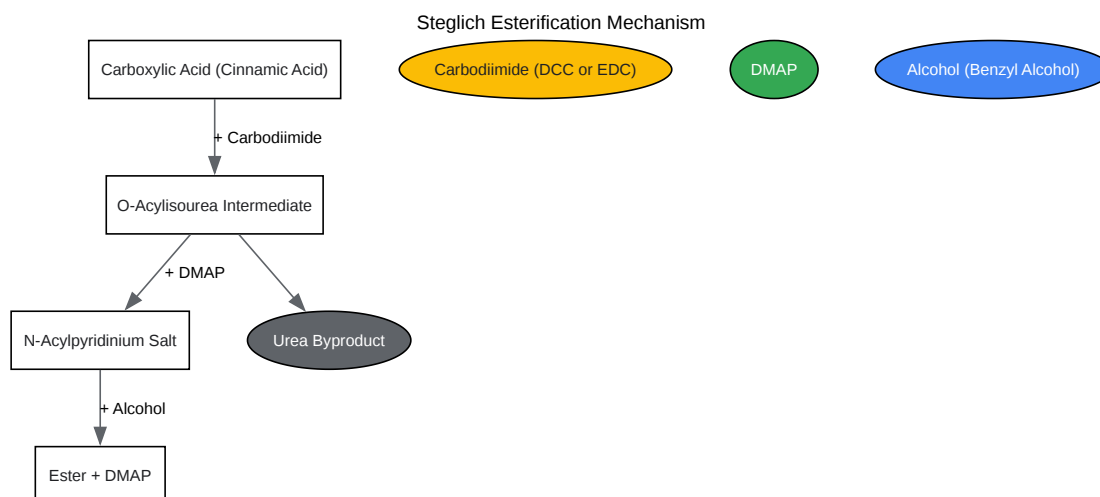 Steglich Esterification Mechanism
Carboxylic Acid (Cinnamic Acid)
Carbodiimide (DCC or EDC)
DMAP
Alcohol (Benzyl Alcohol)
+ Carbodiimide
O-Acylisourea Intermediate
+ DMAP
N-Acylpyridinium Salt
Urea Byproduct
+ Alcohol
Ester + DMAP